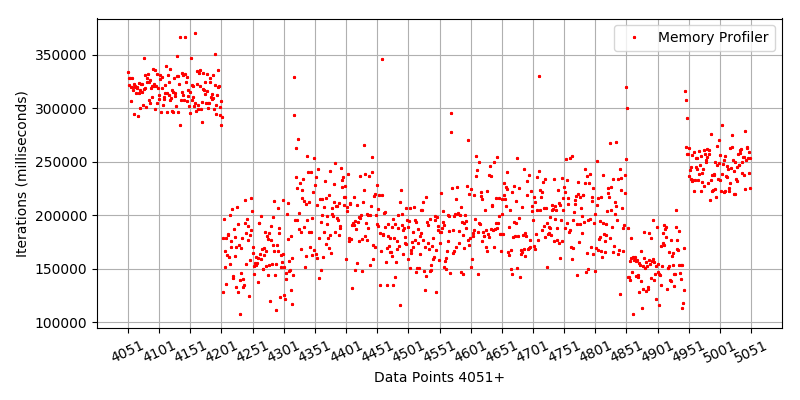 Memory Profiler
Iterations (milliseconds)
350000
300000
250000
200000
150000
100000
4051 4101 4151 4201 4251 4301 4351 4401 4451 4501 4551 4601 4651 4701 4751 4801 4851 4901 4951 5001 5051
Data Points 4051+